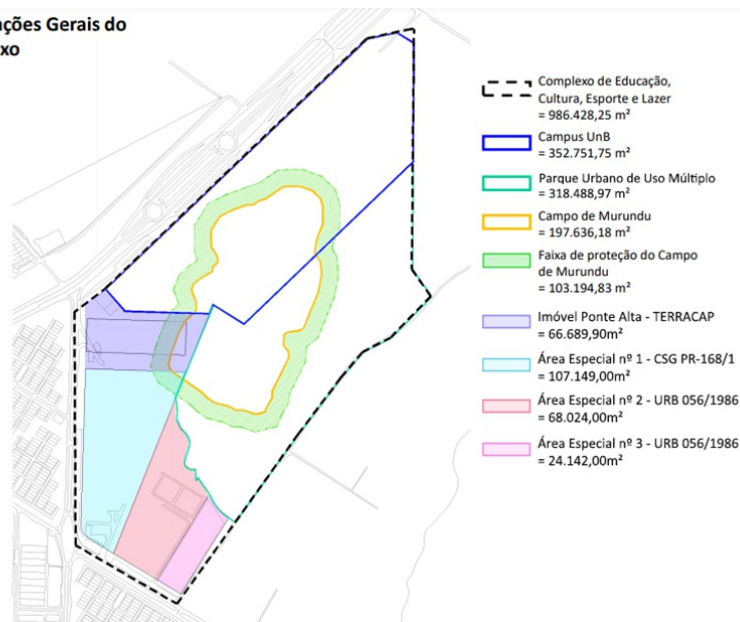 ções Gerais do
xo
Complexo de Educação,
Cultura, Esporte e Lazer
= 986.428,25 m²
Campus UnB
= 352.751,75 m²
Parque Urbano de Uso Múltiplo
= 318.488,97 m²
Campo de Murundu
= 197.636,18 m²
Faixa de proteção do Campo
de Murundu
= 103.194,83 m²
Imóvel Ponte Alta - TERRACAP
= 66.689,90m²
Área Especial nº 1 - CSG PR-168/1
= 107.149,00m²
Área Especial nº 2 - URB 056/1986
= 68.024,00m²
Área Especial nº 3 - URB 056/1986
= 24.142,00m²